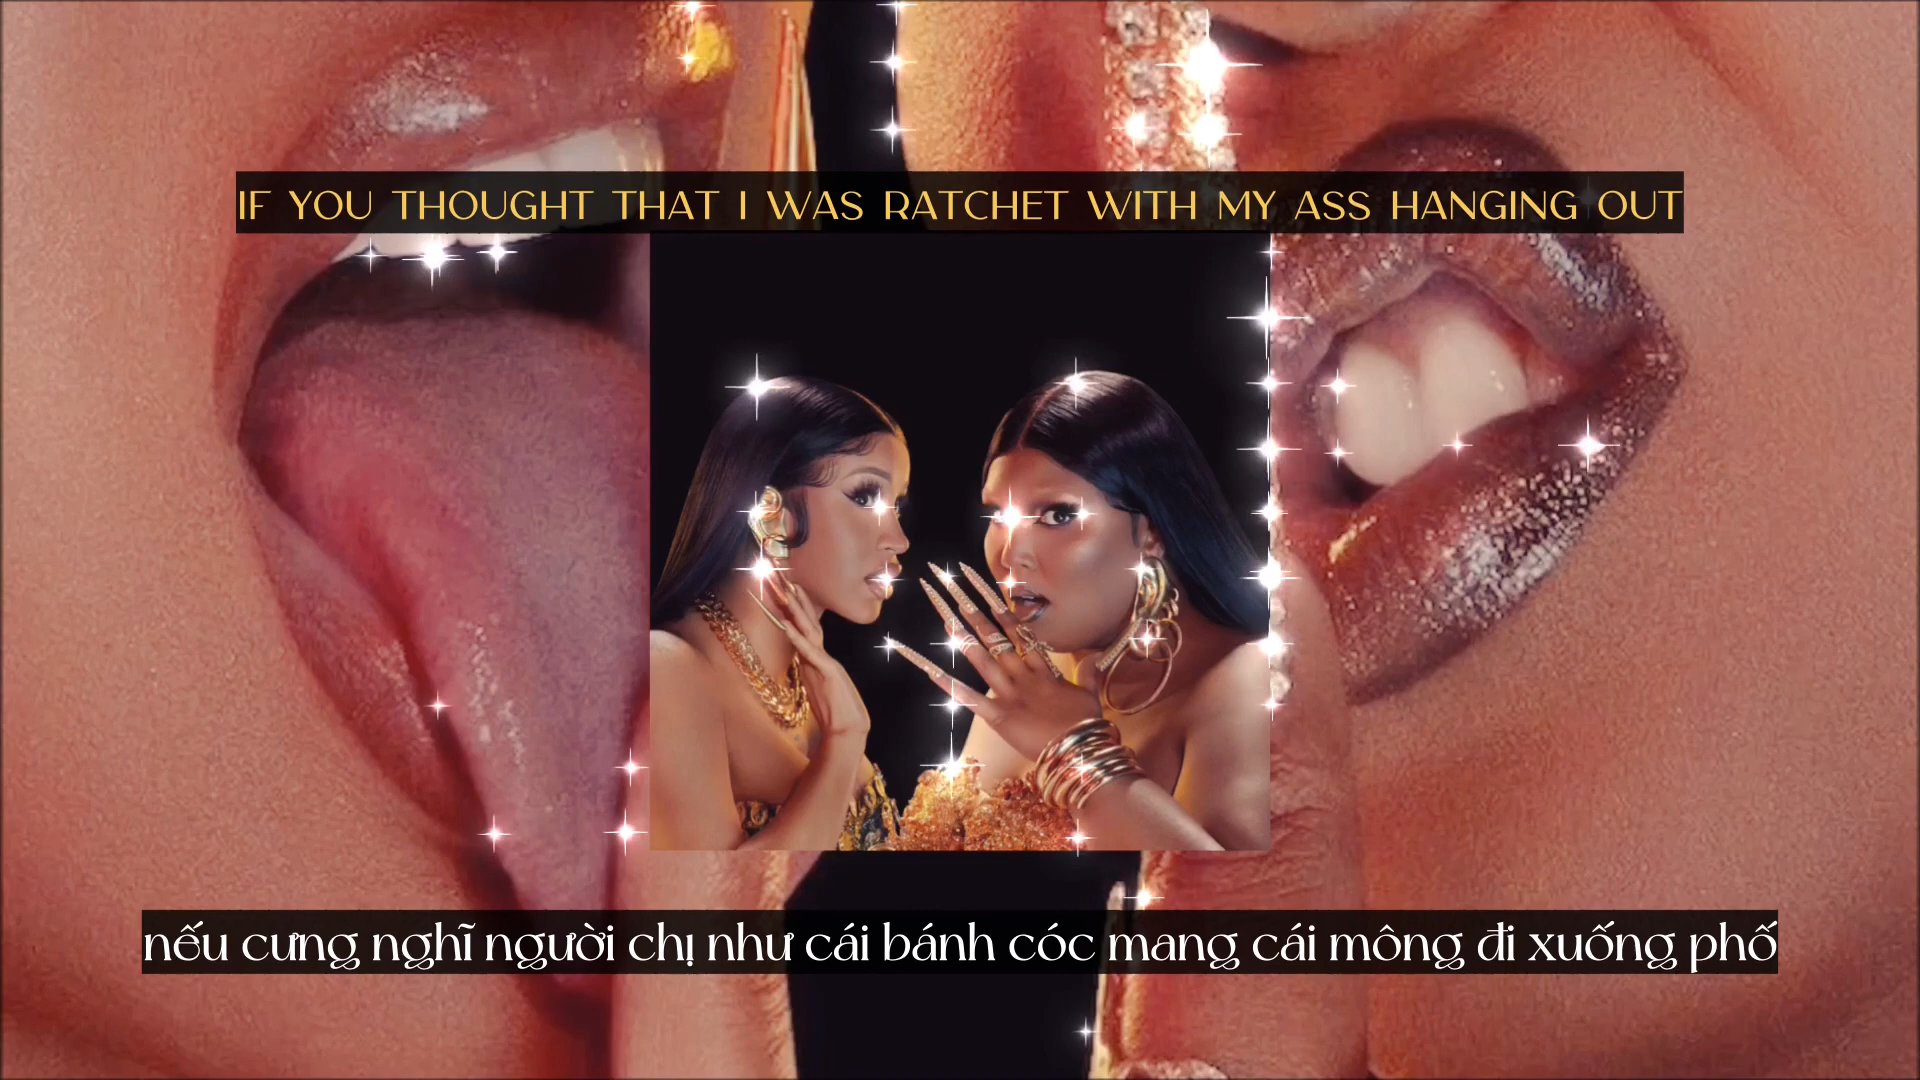 IF YOU THOUGHT THAT I WAS RATCHET WITH MY ASS HANGING OUT
nếu cưng nghĩ người chị như cái bánh cóc mang cái mông đi xuống phố